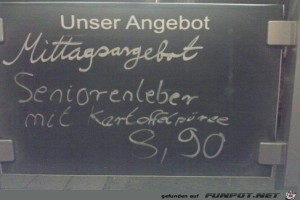 Unser Angebot
Mittagsangebot
Seniorenleber
mit Kartoffelpüree
8,90
gefunden auf FUNPOT.NET